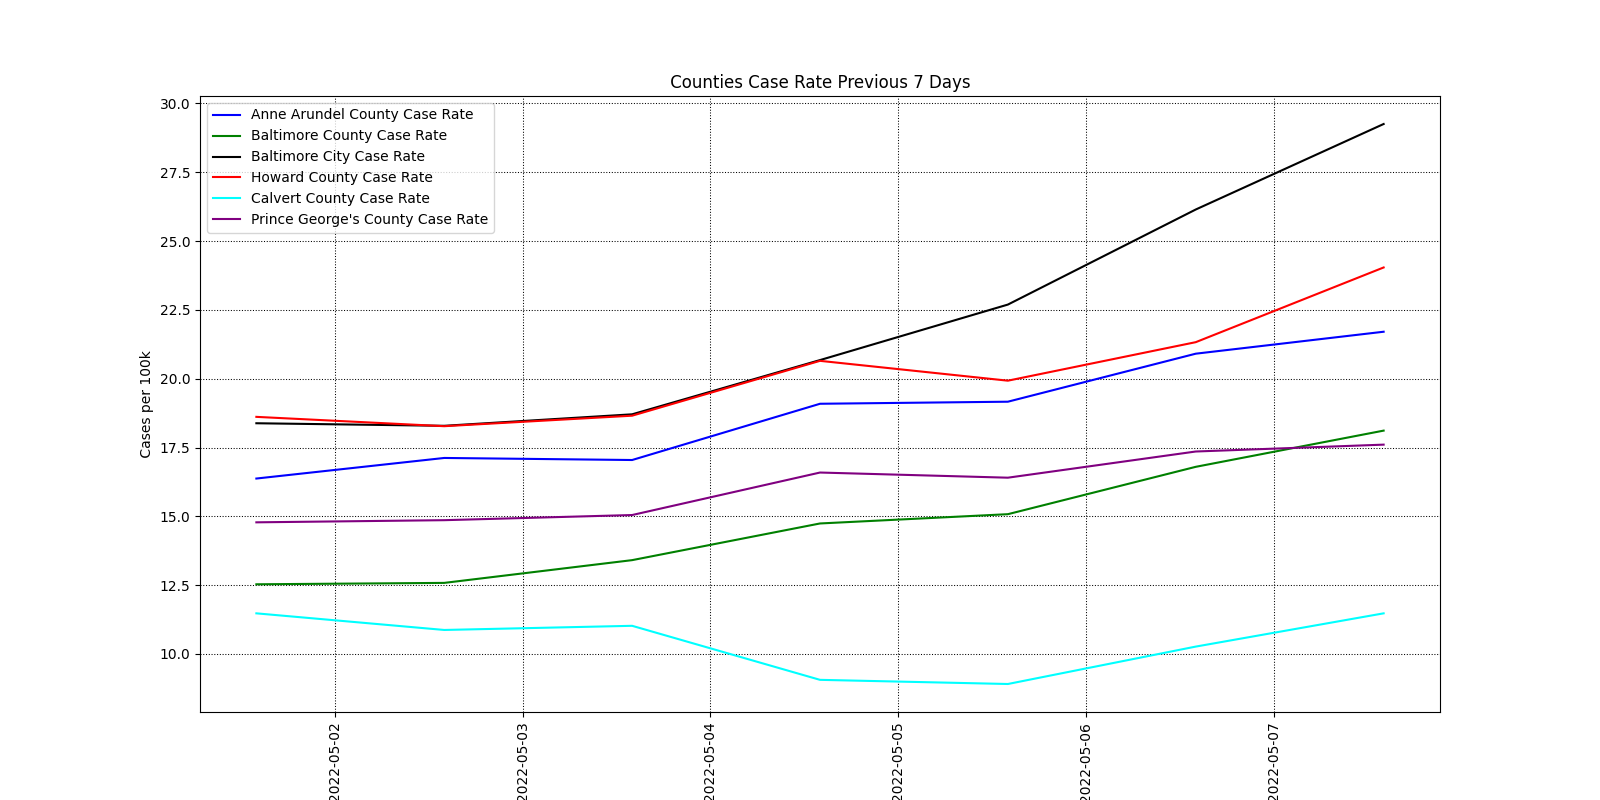 Counties Case Rate Previous 7 Days
Anne Arundel County Case Rate
Baltimore County Case Rate
Baltimore City Case Rate
Howard County Case Rate
Calvert County Case Rate
Prince George's County Case Rate
30.0
27.5
25.0
22.5
20.0
17.5
15.0
12.5
10.0
Cases per 100k
2022-05-02
2022-05-03
2022-05-04
2022-05-05
2022-05-06
2022-05-07